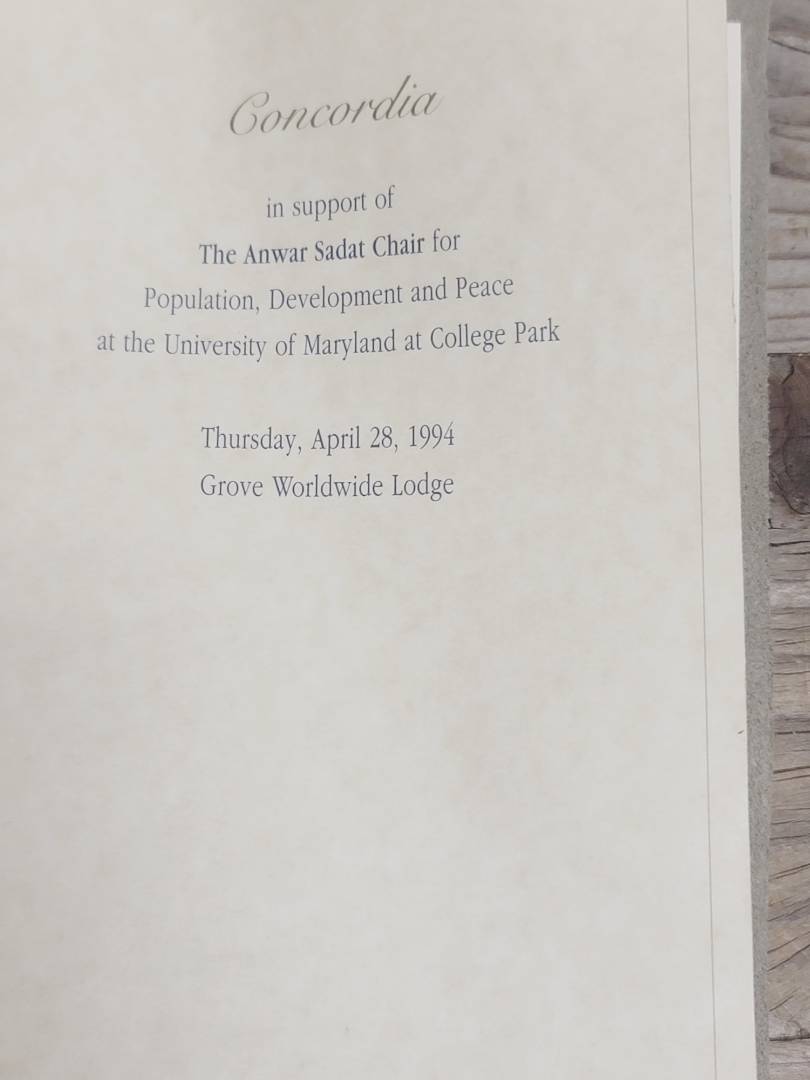 Concordia
in support of
The Anwar Sadat Chair for
Population, Development and Peace
at the University of Maryland at College Park
Thursday, April 28, 1994
Grove Worldwide Lodge